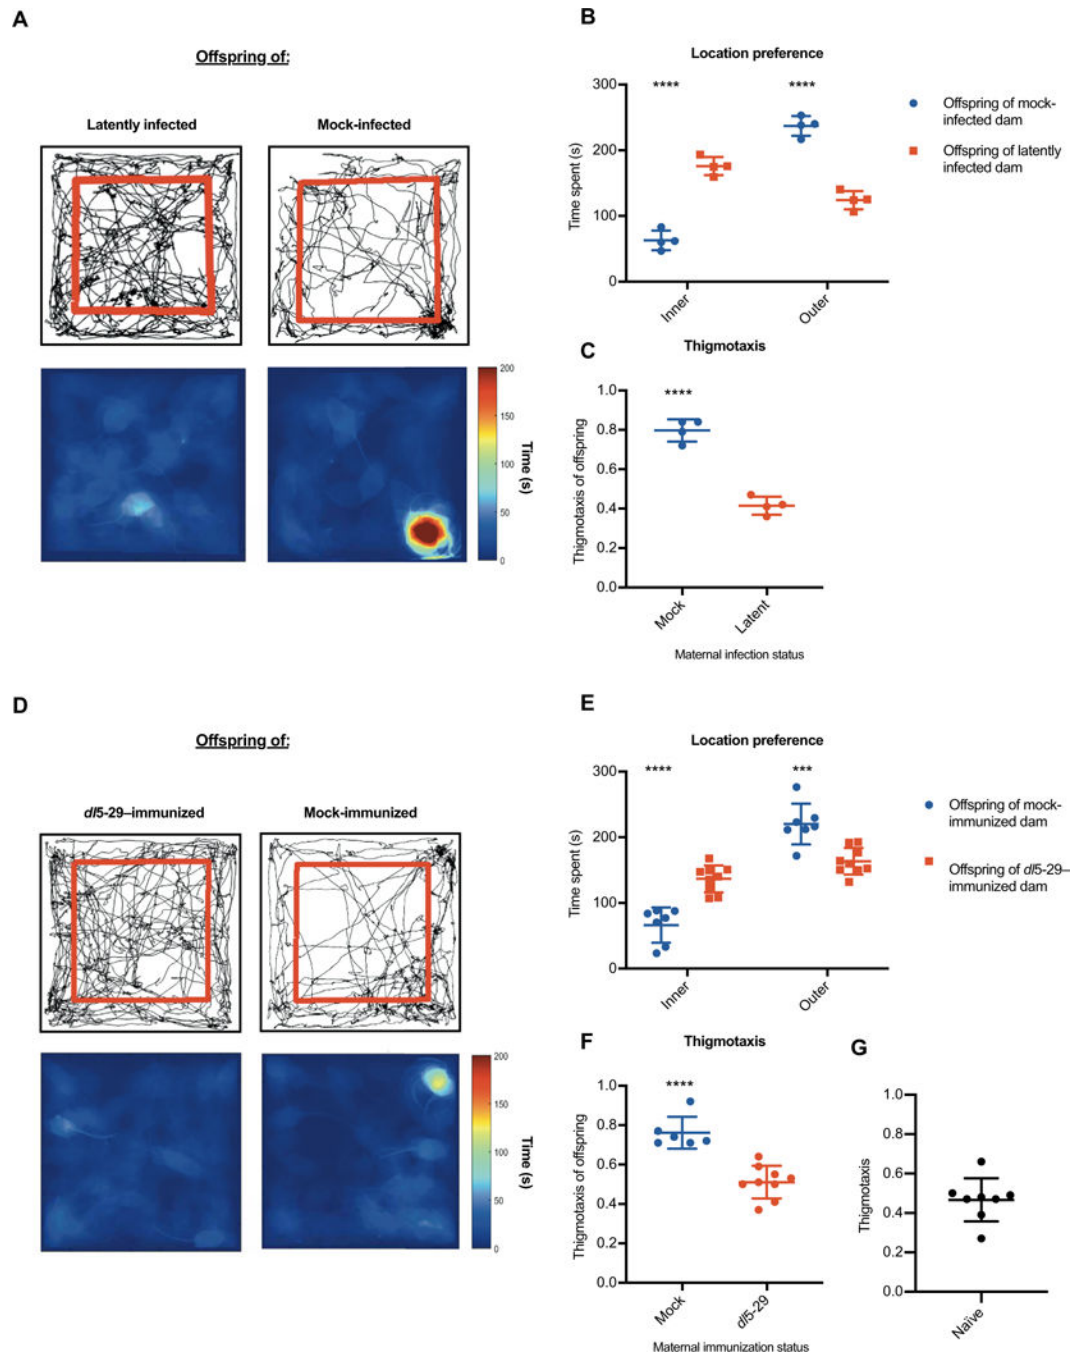 A
Offspring of:
Latently infected
Mock-infected
200
150
100
50
0
Time (s)
B
Location preference
300
200
100
0
Time spent (s)
****
****
Inner
Outer
Offspring of mock-
infected dam
Offspring of latently
infected dam
C
Thigmotaxis
1.0
0.8
0.6
0.4
0.2
0.0
Thigmotaxis of offspring
****
Mock
Latent
Maternal infection status
D
Offspring of:
dl5-29–immunized
Mock-immunized
200
150
100
50
0
Time (s)
E
Location preference
300
200
100
0
Time spent (s)
****
***
Inner
Outer
Offspring of mock-
immunized dam
Offspring of dl5-29–
immunized dam
F
Thigmotaxis
1.0
0.8
0.6
0.4
0.2
0.0
Thigmotaxis of offspring
****
Mock
dl5-29
Maternal immunization status
G
1.0
0.8
0.6
0.4
0.2
0.0
Thigmotaxis
Naïve